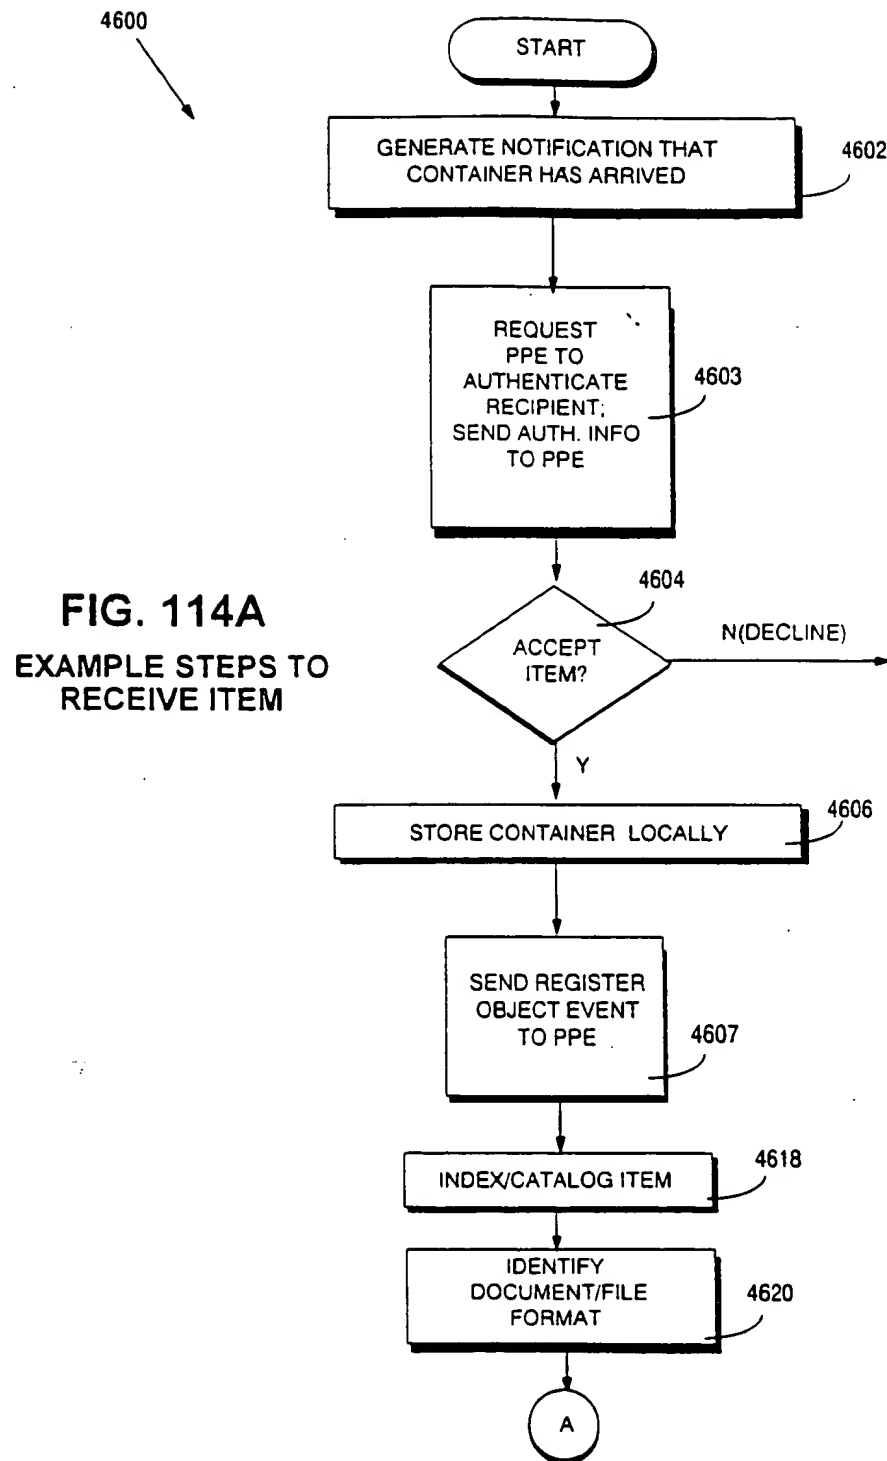 4600
START
GENERATE NOTIFICATION THAT
CONTAINER HAS ARRIVED
4602
REQUEST
PPE TO
AUTHENTICATE
RECIPIENT;
SEND AUTH. INFO
TO PPE
4603
4604
ACCEPT
ITEM?
N(DECLINE)
FIG. 114A
EXAMPLE STEPS TO
RECEIVE ITEM
Y
STORE CONTAINER LOCALLY
4606
SEND REGISTER
OBJECT EVENT
TO PPE
4607
INDEX/CATALOG ITEM
4618
IDENTIFY
DOCUMENT/FILE
FORMAT
4620
A